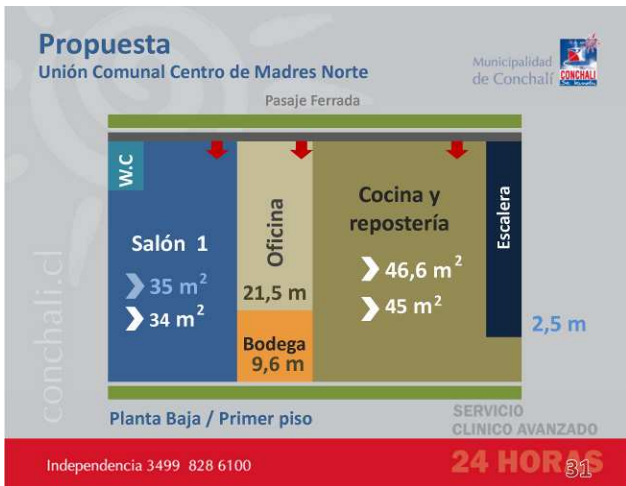 Propuesta
Unión Comunal Centro de Madres Norte
Municipalidad
de Conchalí
CONCHALI
Pasaje Ferrada
W.C
Salón 1
35 m²
34 m²
Oficina
21,5 m
Bodega
9,6 m
Cocina y
repostería
46,6 m²
45 m²
Escalera
2,5 m
conchali.cl
Planta Baja / Primer piso
SERVICIO
CLINICO AVANZADO
24 HORAS
Independencia 3499 828 6100
31